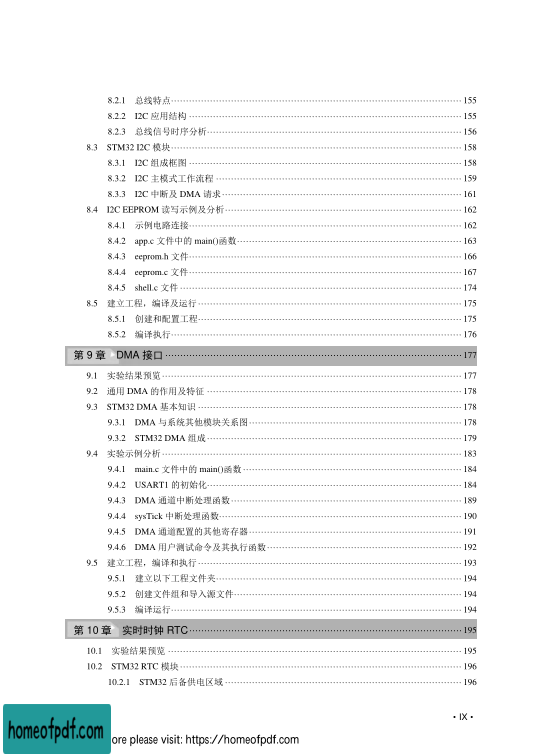 8.2.1 总线特点 155
8.2.2 I2C 应用结构 155
8.2.3 总线信号时序分析 156
8.3 STM32 I2C 模块 158
8.3.1 I2C 组成框图 158
8.3.2 I2C 主模式工作流程 159
8.3.3 I2C 中断及 DMA 请求 161
8.4 I2C EEPROM 读写示例及分析 162
8.4.1 示例电路连接 162
8.4.2 app.c 文件中的 main()函数 163
8.4.3 eeprom.h 文件 166
8.4.4 eeprom.c 文件 167
8.4.5 shell.c 文件 174
8.5 建立工程，编译及运行 175
8.5.1 创建和配置工程 175
8.5.2 编译执行 176
第 9 章 DMA 接口 177
9.1 实验结果预览 177
9.2 通用 DMA 的作用及特征 178
9.3 STM32 DMA 基本知识 178
9.3.1 DMA 与系统其他模块关系图 178
9.3.2 STM32 DMA 组成 179
9.4 实验示例分析 183
9.4.1 main.c 文件中的 main()函数 184
9.4.2 USART1 的初始化 184
9.4.3 DMA 通道中断处理函数 189
9.4.4 sysTick 中断处理函数 190
9.4.5 DMA 通道配置的其他寄存器 191
9.4.6 DMA 用户测试命令及其执行函数 192
9.5 建立工程，编译和执行 193
9.5.1 建立以下工程文件夹 194
9.5.2 创建文件组和导入源文件 194
9.5.3 编译运行 194
第 10 章 实时时钟 RTC 195
10.1 实验结果预览 195
10.2 STM32 RTC 模块 196
10.2.1 STM32 后备供电区域 196
· IX ·
homeofpdf.com
ore please visit: https://homeofpdf.com